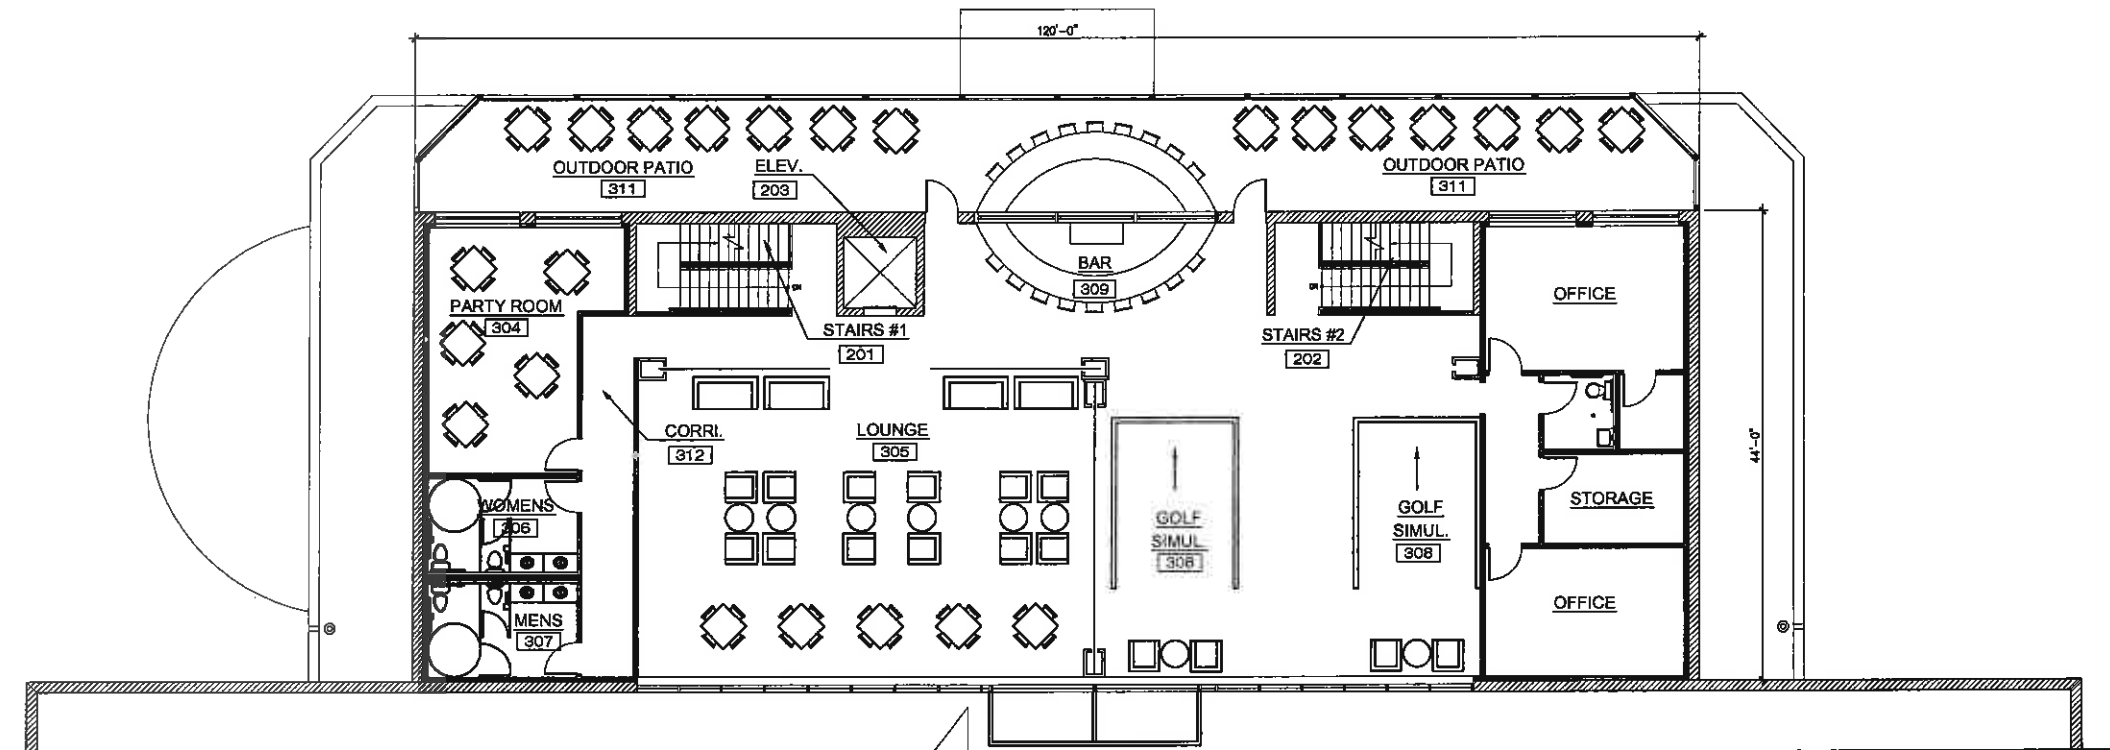 120'-0"
OUTDOOR PATIO
311
ELEV.
203
OUTDOOR PATIO
311
BAR
309
PARTY ROOM
304
STAIRS #1
201
STAIRS #2
202
OFFICE
44'-0"
CORRI.
312
LOUNGE
305
WOMENS
306
GOLF
SIMUL.
308
GOLF
SIMUL.
308
STORAGE
MENS
307
OFFICE